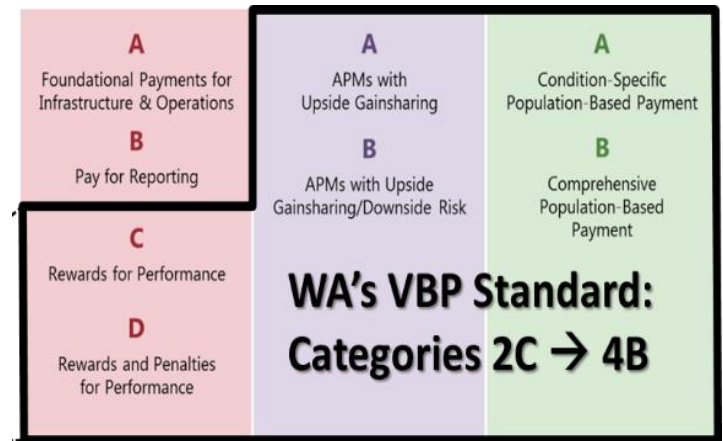 A
Foundational Payments for
Infrastructure & Operations
B
Pay for Reporting
C
Rewards for Performance
D
Rewards and Penalties
for Performance
A
APMs with
Upside Gainsharing
B
APMs with Upside
Gainsharing/Downside Risk
A
Condition-Specific
Population-Based Payment
B
Comprehensive
Population-Based
Payment
WA's VBP Standard:
Categories 2C → 4B